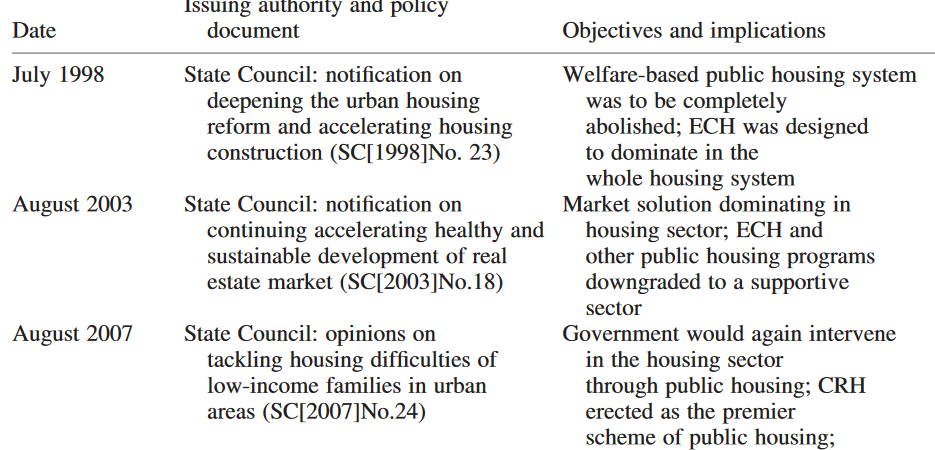 Issuing authority and policy
Date document Objectives and implications
July 1998 State Council: notification on Welfare-based public housing system
deepening the urban housing was to be completely
reform and accelerating housing abolished; ECH was designed
construction (SC[1998]No. 23) to dominate in the
whole housing system
August 2003 State Council: notification on Market solution dominating in
continuing accelerating healthy and housing sector; ECH and
sustainable development of real other public housing programs
estate market (SC[2003]No.18) downgraded to a supportive
sector
August 2007 State Council: opinions on Government would again intervene
tackling housing difficulties of in the housing sector
low-income families in urban through public housing; CRH
areas (SC[2007]No.24) erected as the premier
scheme of public housing;